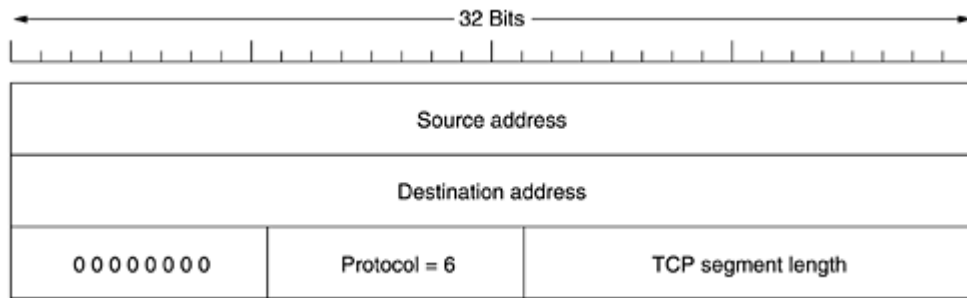 32 Bits
Source address
Destination address
0 0 0 0 0 0 0 0 Protocol = 6 TCP segment length